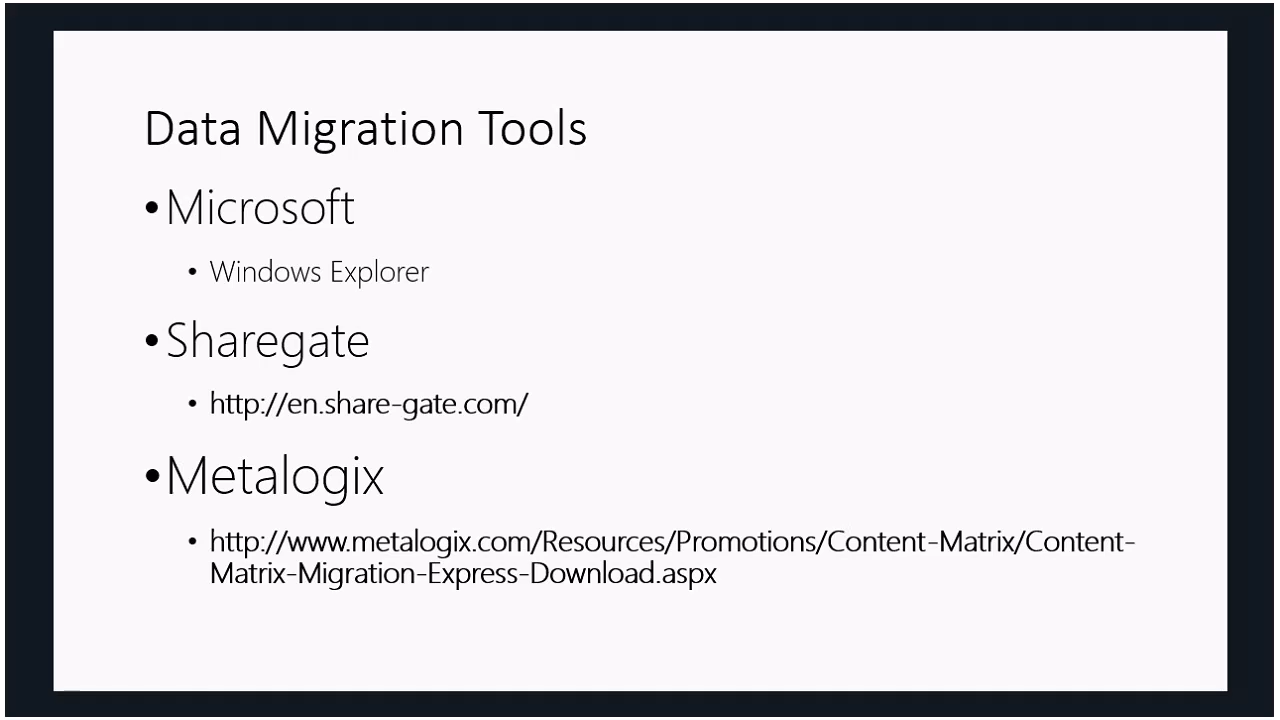 Data Migration Tools
•Microsoft
• Windows Explorer
•Sharegate
• http://en.share-gate.com/
•Metalogix
• http://www.metalogix.com/Resources/Promotions/Content-Matrix/Content-
Matrix-Migration-Express-Download.aspx